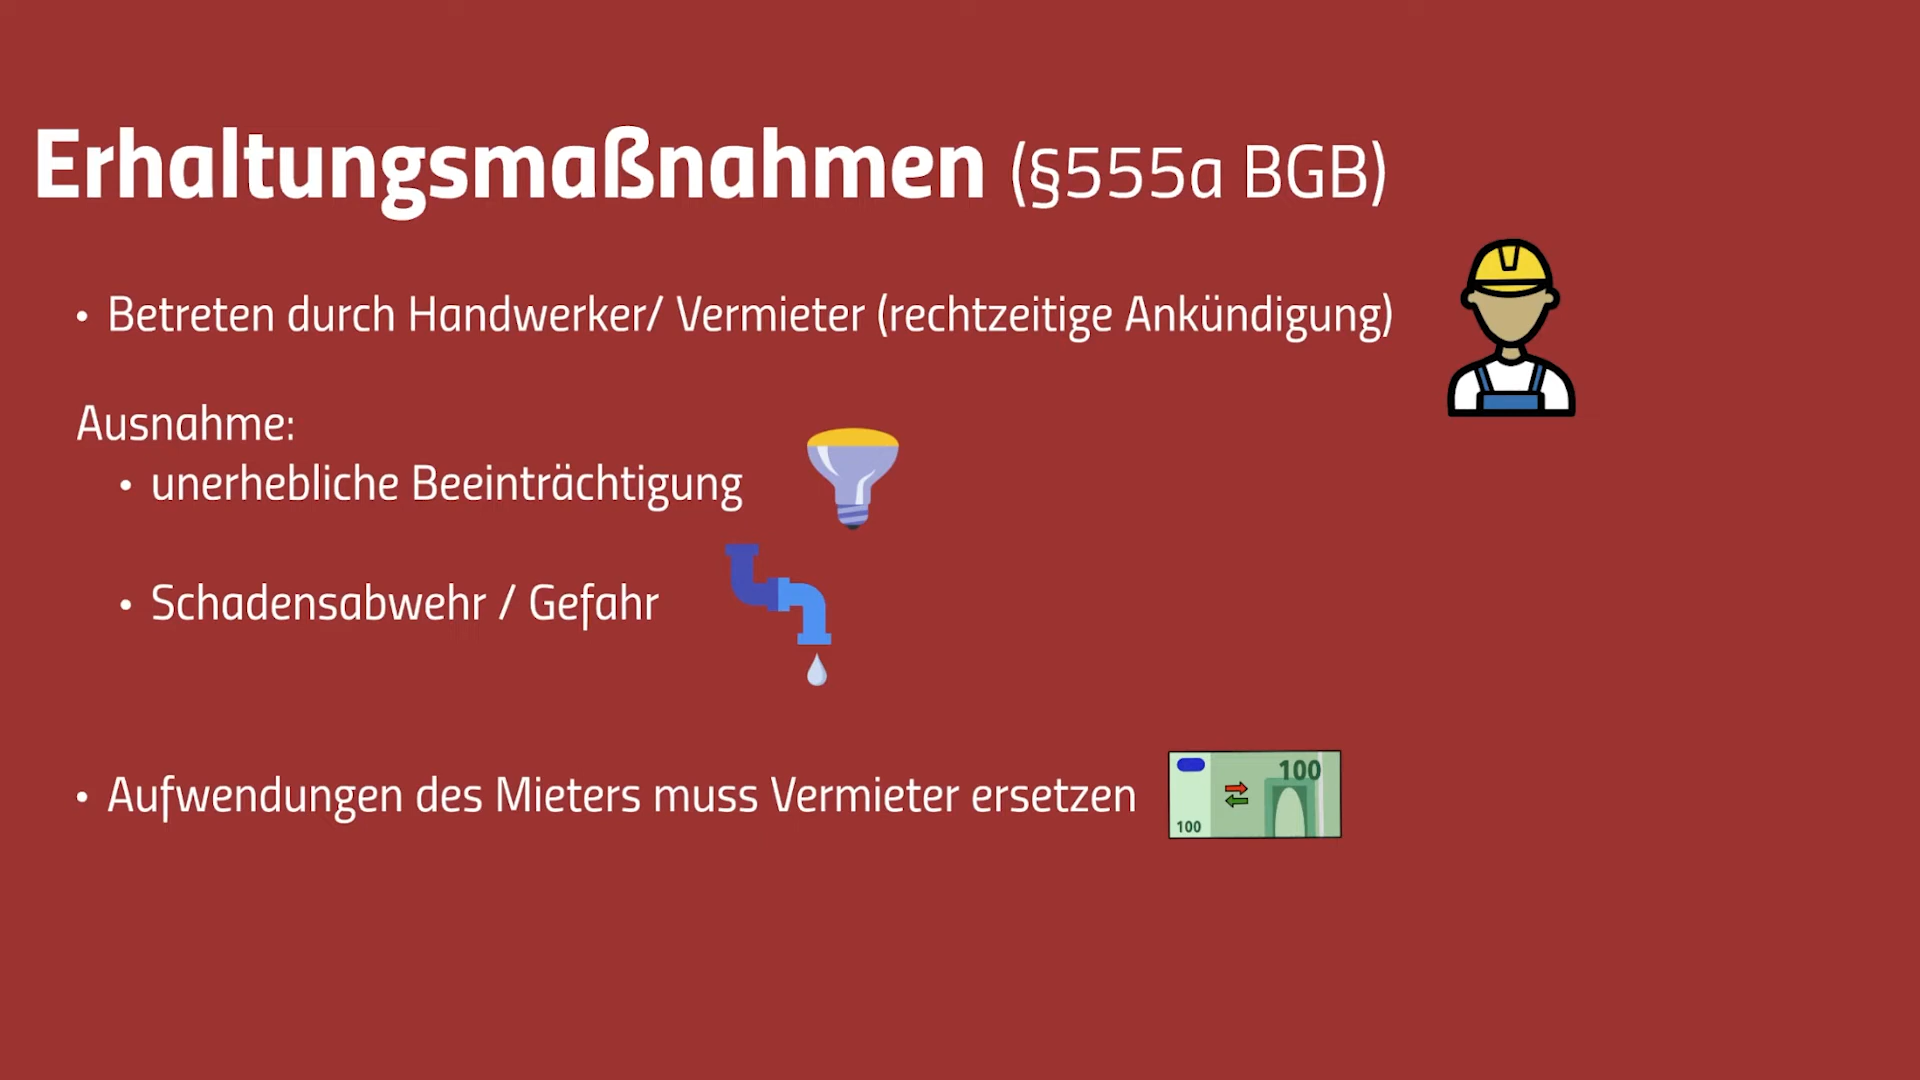 Erhaltungsmaßnahmen (§555a BGB)
• Betreten durch Handwerker/ Vermieter (rechtzeitige Ankündigung)
Ausnahme:
• unerhebliche Beeinträchtigung
• Schadensabwehr / Gefahr
• Aufwendungen des Mieters muss Vermieter ersetzen
100
100